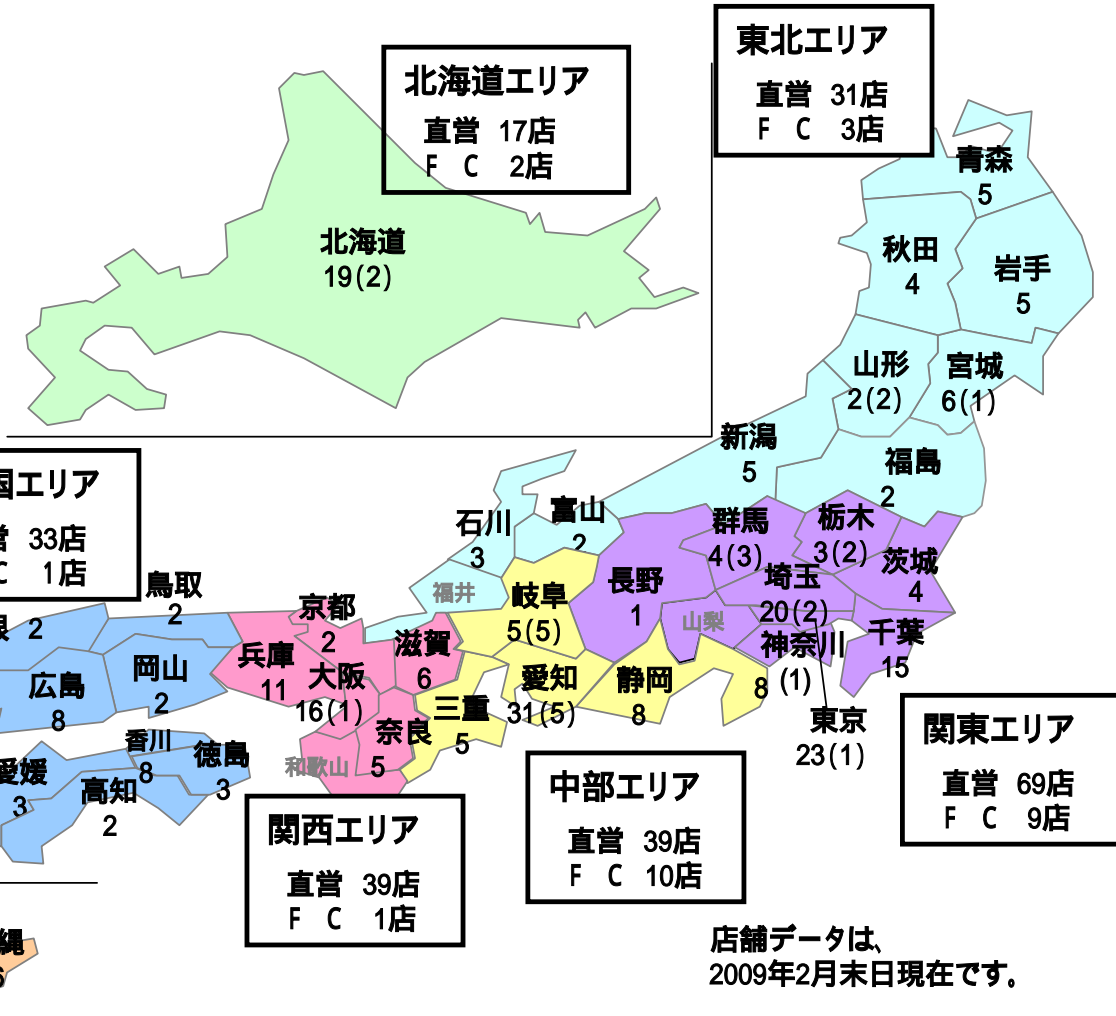 東北エリア
直営 31店
F C 3店
北海道エリア
直営 17店
F C 2店
北海道
19(2)
青森
5
秋田
4
岩手
5
山形
2(2)
宮城
6(1)
新潟
5
福島
2
国エリア
営 33店
C 1店
石川
3
富山
2
福井
群馬
4(3)
栃木
3(2)
茨城
4
長野
1
埼玉
20(2)
山梨
神奈川
8
(1)
千葉
15
東京
23(1)
岐阜
5(5)
愛知
31(5)
静岡
8
三重
5
鳥取
2
根 2
広島
8
岡山
2
京都
2
兵庫
11
大阪
16(1)
滋賀
6
奈良
5
和歌山
香川
8
徳島
3
愛媛
3
高知
2
関東エリア
直営 69店
F C 9店
中部エリア
直営 39店
F C 10店
関西エリア
直営 39店
F C 1店
縄
6
店舗データは、
2009年2月末日現在です。